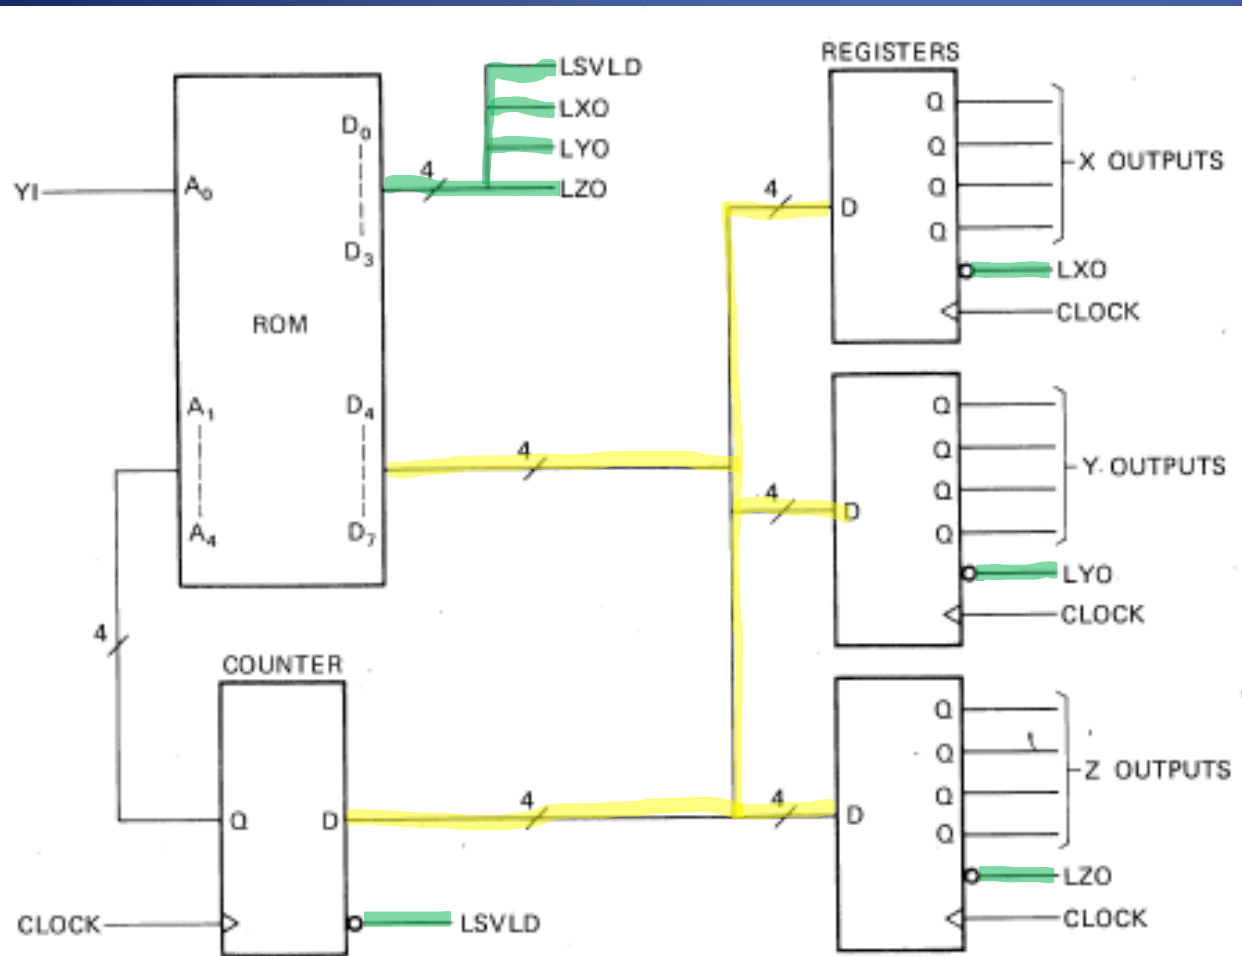 REGISTERS
LSVLD
LXO
LYO
LZO
4
YI
A0
D0
D3
ROM
A1
A4
D4
D7
4
4
COUNTER
Q
D
4
CLOCK
LSVLD
4
D
Q
Q
Q
Q
X OUTPUTS
LXO
CLOCK
4
D
Q
Q
Q
Q
Y OUTPUTS
LYO
CLOCK
4
D
Q
Q
Q
Q
Z OUTPUTS
LZO
CLOCK